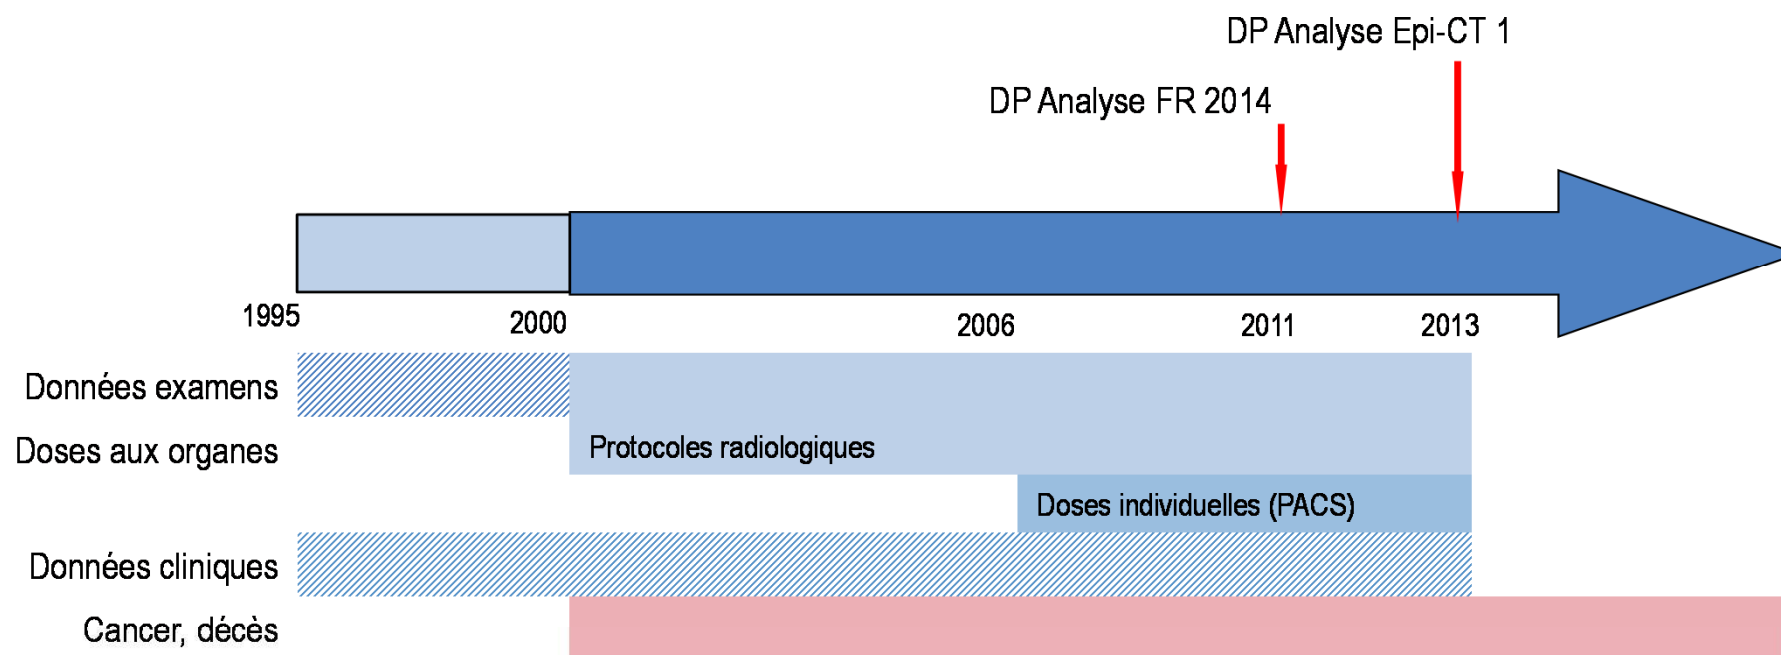 DP Analyse Epi-CT 1
DP Analyse FR 2014
1995
2000
2006
2011
2013
Données examens
Doses aux organes
Protocoles radiologiques
Doses individuelles (PACS)
Données cliniques
Cancer, décès